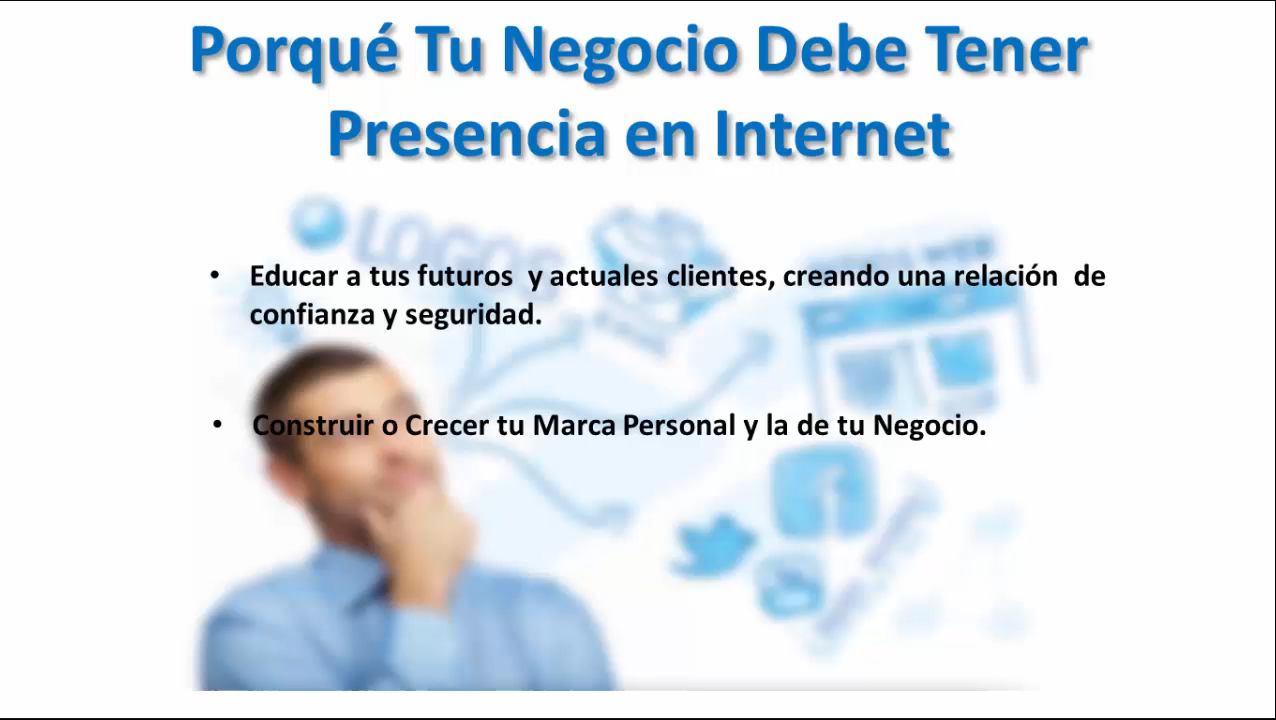 Porqué Tu Negocio Debe Tener
Presencia en Internet
LOGOS
• Educar a tus futuros y actuales clientes, creando una relación de
confianza y seguridad.
• Construir o Crecer tu Marca Personal y la de tu Negocio.